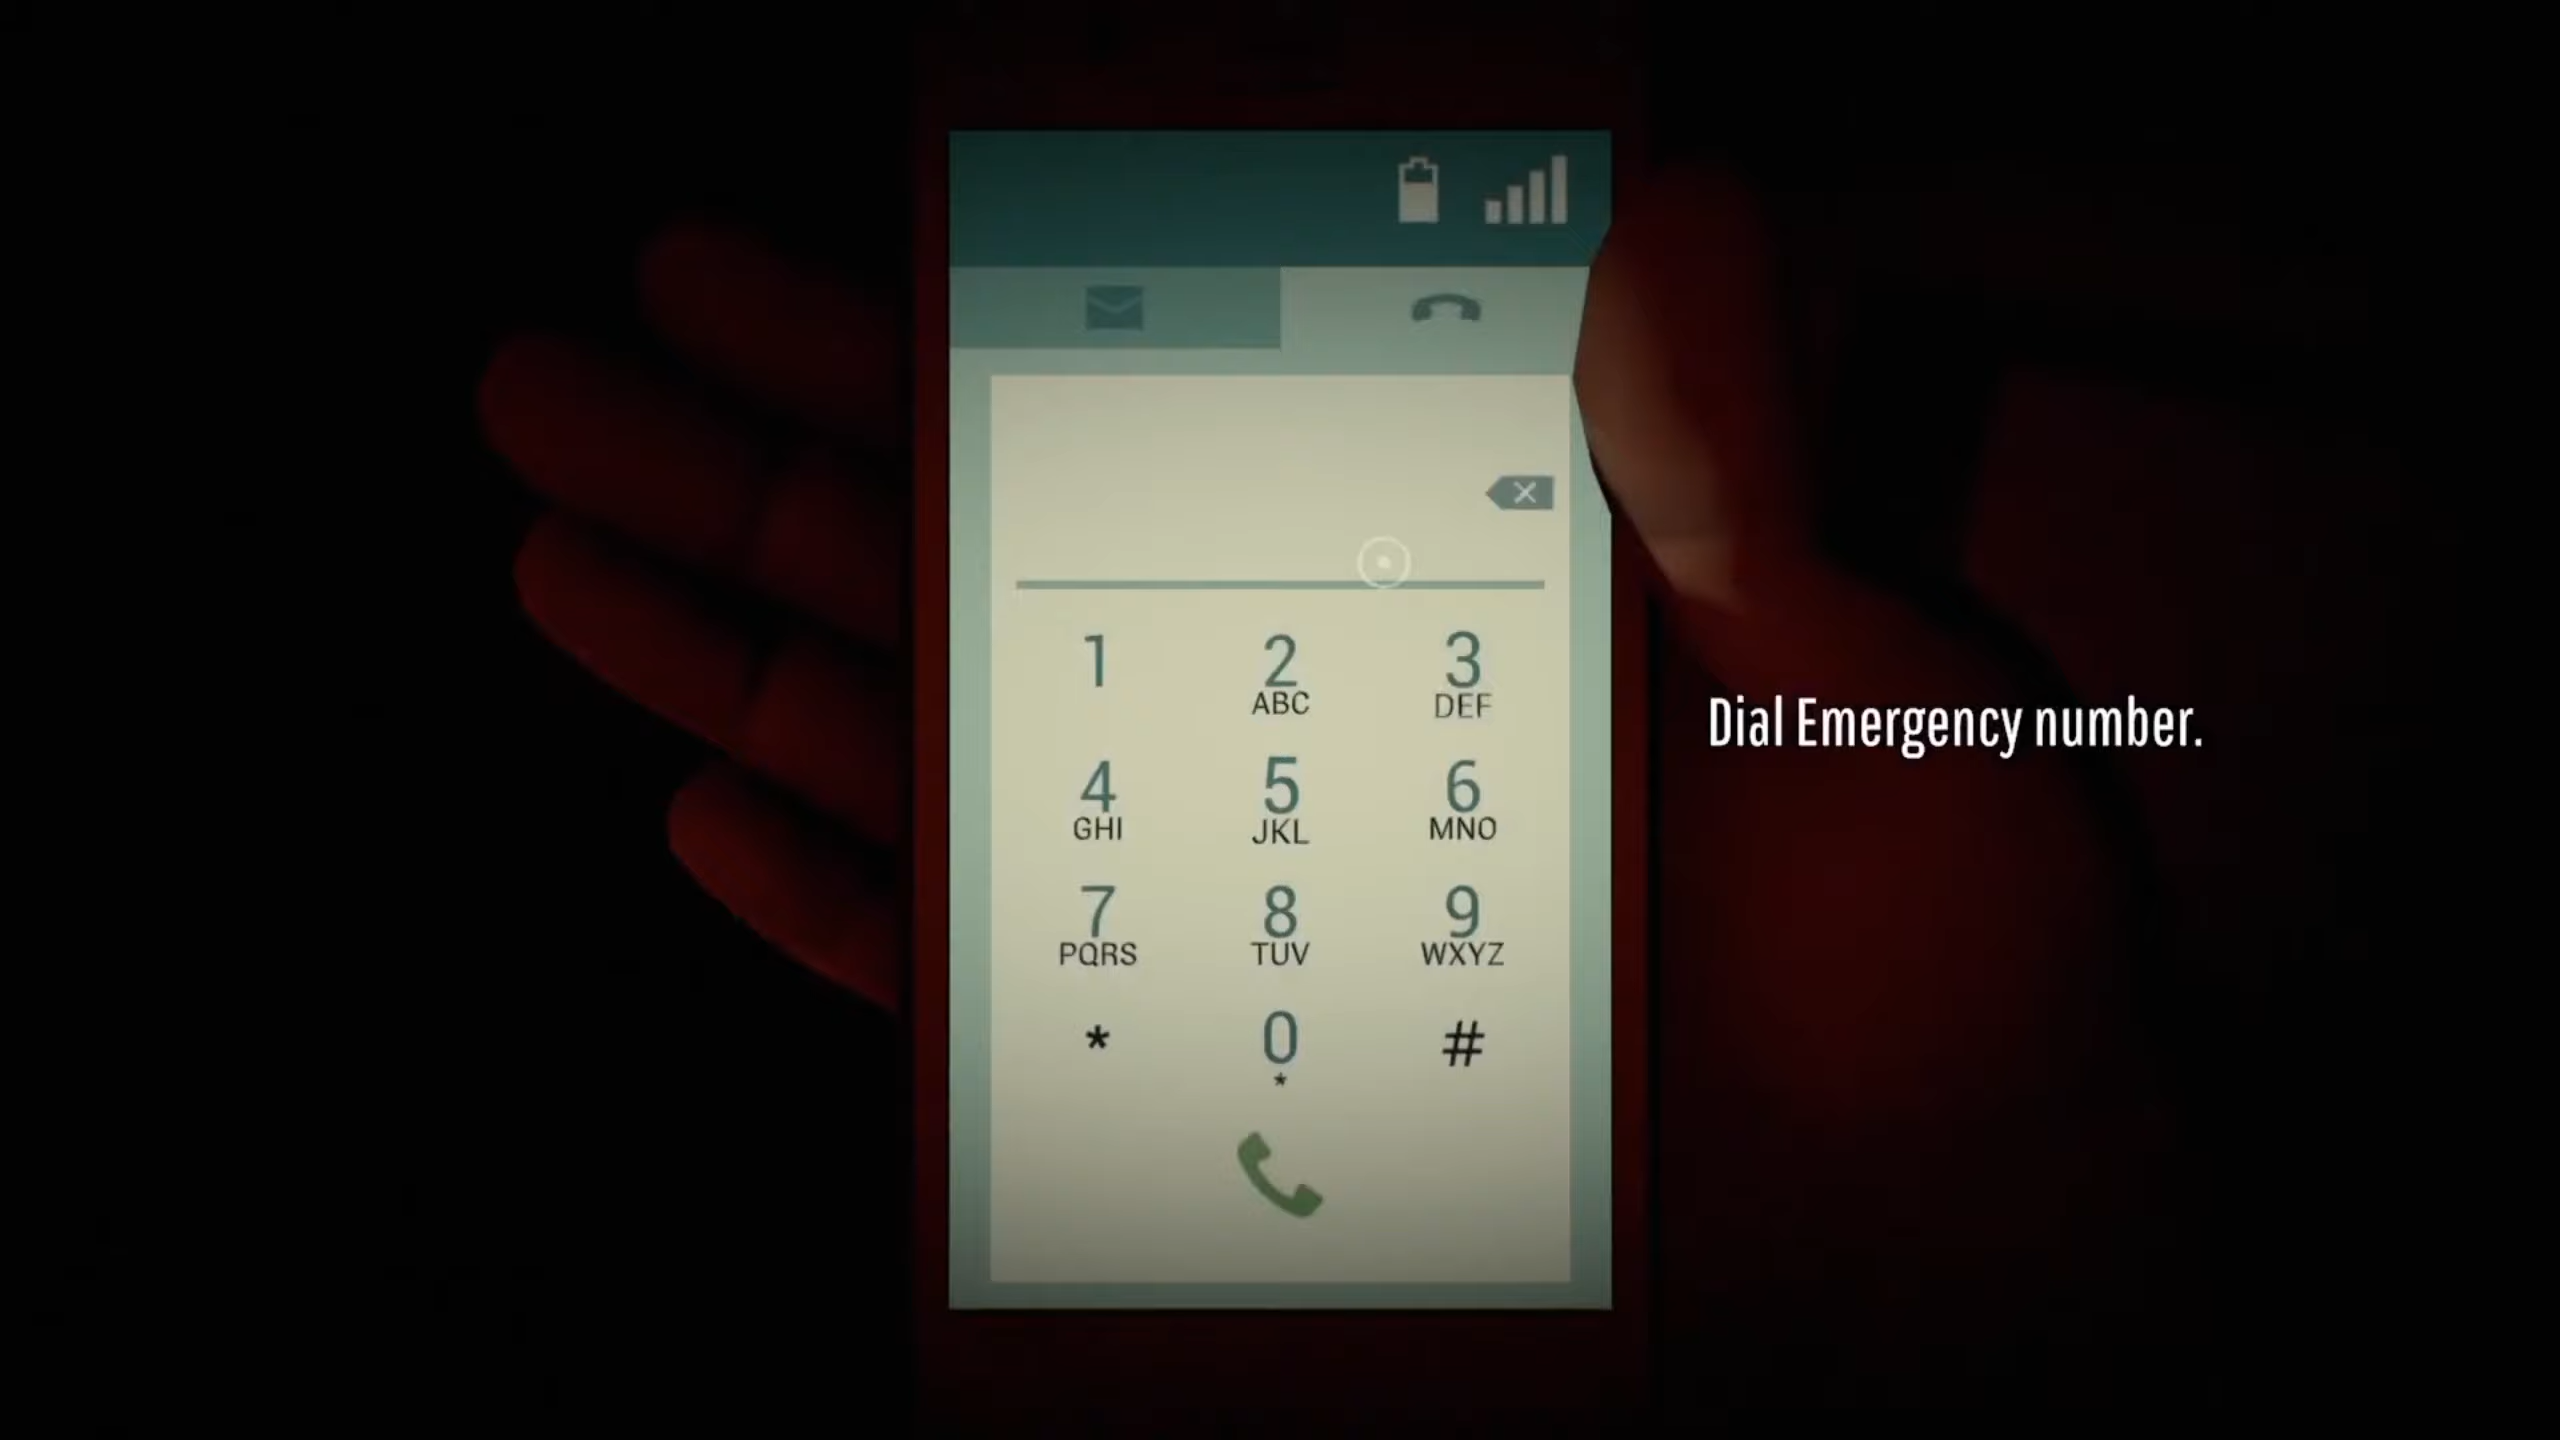 1 2 3
ABC DEF
4 5 6
GHI JKL MNO
7 8 9
PQRS TUV WXYZ
* 0 #
*
Dial Emergency number.